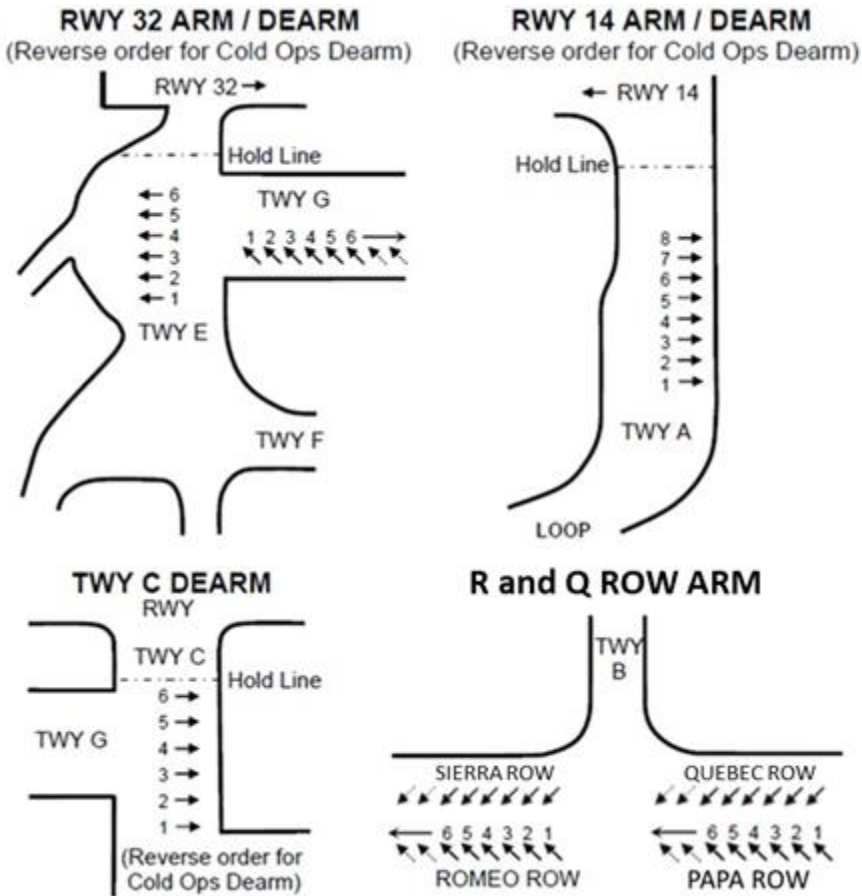 RWY 32 ARM / DEARM
(Reverse order for Cold Ops Dearm)
RWY 32
Hold Line
TWY G
6
5
4
3
2
1
1 2 3 4 5 6
TWY E
TWY F
RWY 14 ARM / DEARM
(Reverse order for Cold Ops Dearm)
RWY 14
Hold Line
8
7
6
5
4
3
2
1
TWY A
LOOP
TWY C DEARM
RWY
TWY C
Hold Line
6
5
4
3
2
1
TWY G
(Reverse order for
Cold Ops Dearm)
R and Q ROW ARM
TWY
B
SIERRA ROW
6 5 4 3 2 1
ROMEO ROW
QUEBEC ROW
6 5 4 3 2 1
PAPA ROW